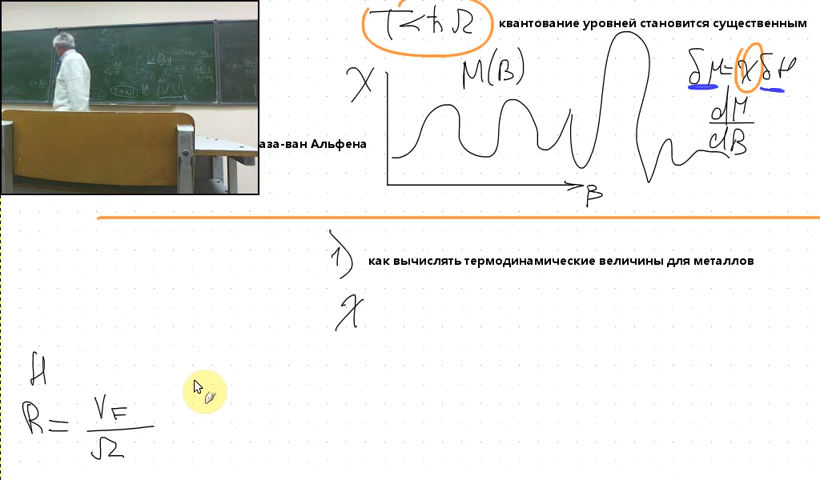 T < ħΩ квантование уровней становится существенным
χ M(B) δM = χ δH
dM
dB
аза-ван Альфена
B
1) как вычислять термодинамические величины для металлов
χ
H
R = V_F / Ω